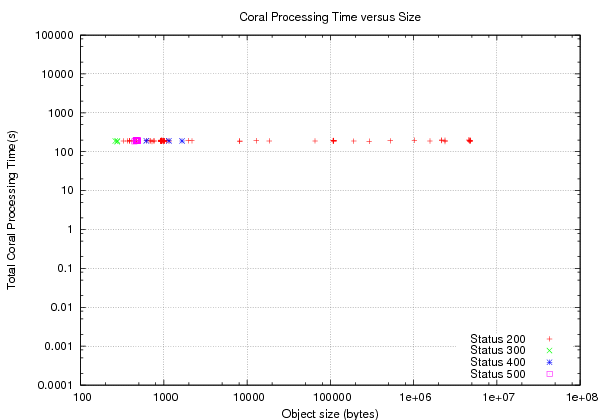 Coral Processing Time versus Size
Total Coral Processing Time(s)
100000
10000
1000
100
10
1
0.1
0.01
0.001
0.0001
Status 200
Status 300
Status 400
Status 500
100 1000 10000 100000 1e+06 1e+07 1e+08
Object size (bytes)